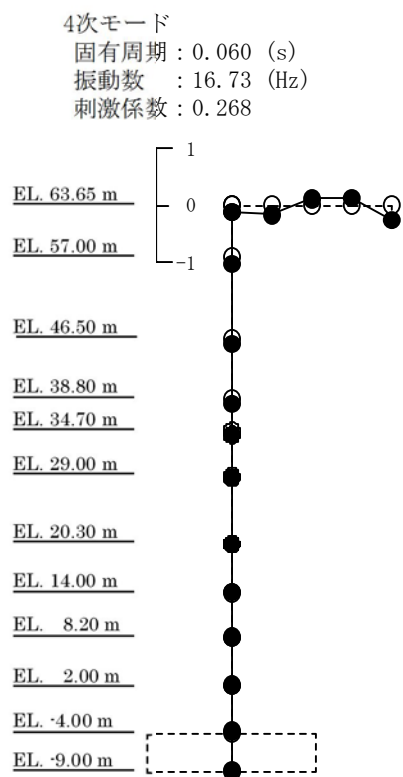 4次モード
固有周期：0.060 (s)
振動数　：16.73 (Hz)
刺激係数：0.268
1
EL. 63.65 m
0
EL. 57.00 m
-1
EL. 46.50 m
EL. 38.80 m
EL. 34.70 m
EL. 29.00 m
EL. 20.30 m
EL. 14.00 m
EL. 8.20 m
EL. 2.00 m
EL. -4.00 m
EL. -9.00 m